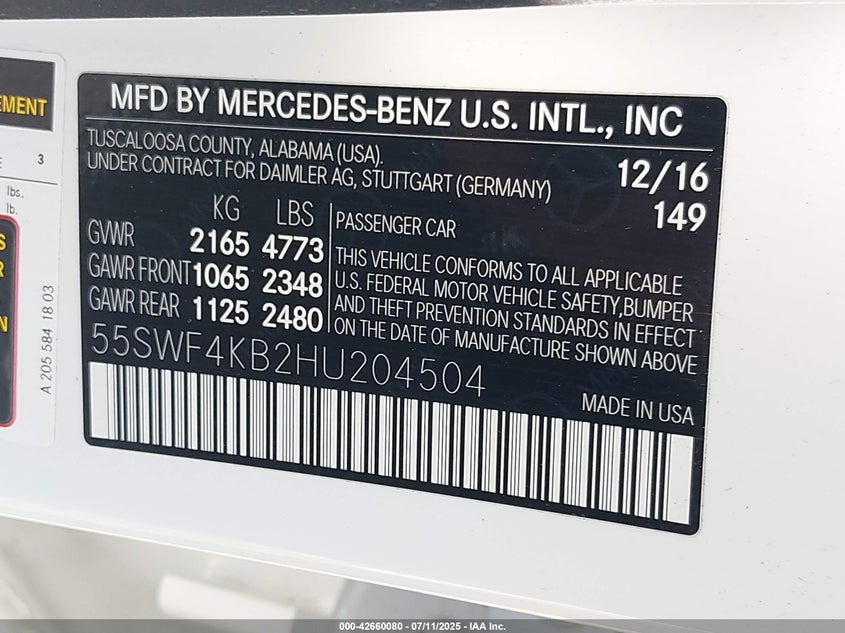 MFD BY MERCEDES-BENZ U.S. INTL., INC
TUSCALOOSA COUNTY, ALABAMA (USA).
UNDER CONTRACT FOR DAIMLER AG, STUTTGART (GERMANY)
12/16
149
KG LBS
GVWR 2165 4773
GAWR FRONT 1065 2348
GAWR REAR 1125 2480
PASSENGER CAR
THIS VEHICLE CONFORMS TO ALL APPLICABLE
U.S. FEDERAL MOTOR VEHICLE SAFETY,BUMPER
AND THEFT PREVENTION STANDARDS IN EFFECT
ON THE DATE OF MANUFACTURE SHOWN ABOVE
55SWF4KB2HU204504
MADE IN USA
3
lbs.
lb.
A 205 584 18 03
000-42660080 - 07/11/2025 - IAA Inc.